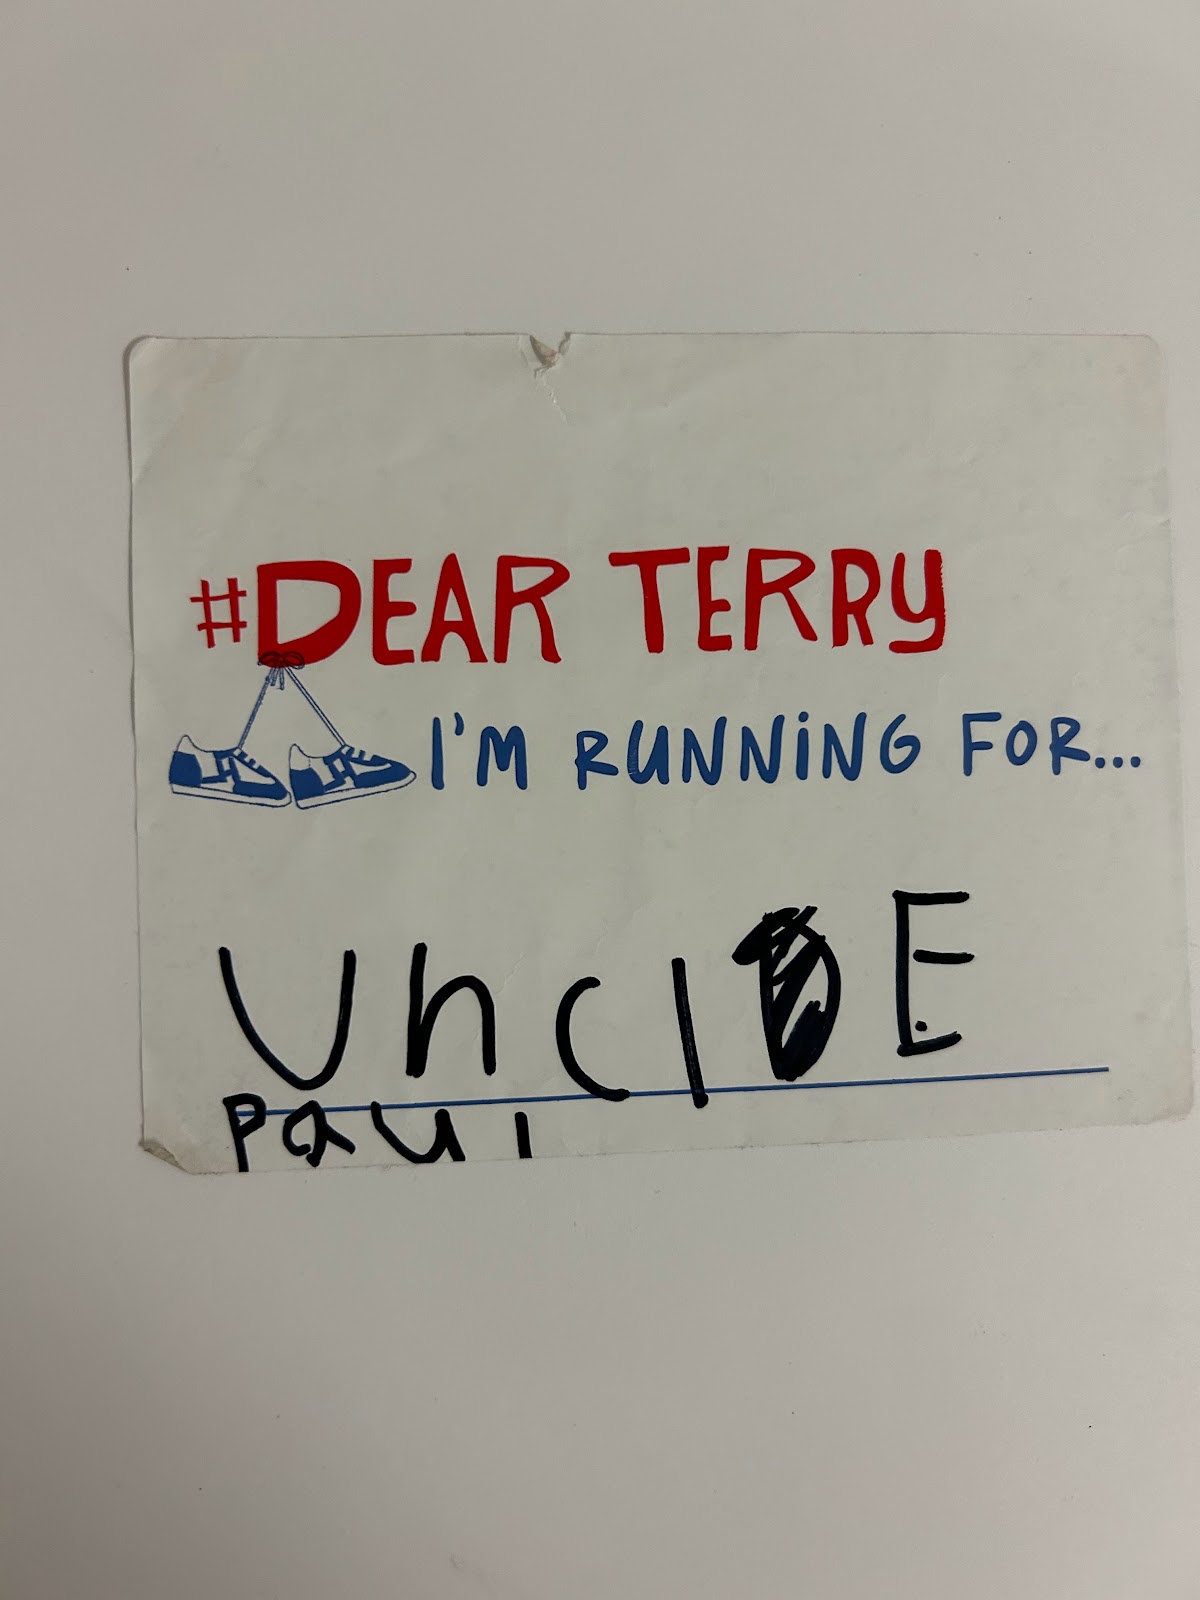 #DEAR TERRY
I'M RUNNING FOR...
UnclE
Paul